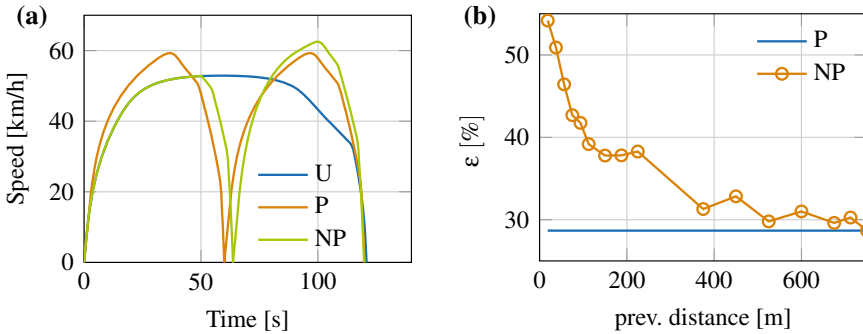 (a)
Speed [km/h]
60
40
20
0
0
50
100
Time [s]
U
P
NP
(b)
ε [%]
50
40
30
0
200
400
600
prev. distance [m]
P
NP